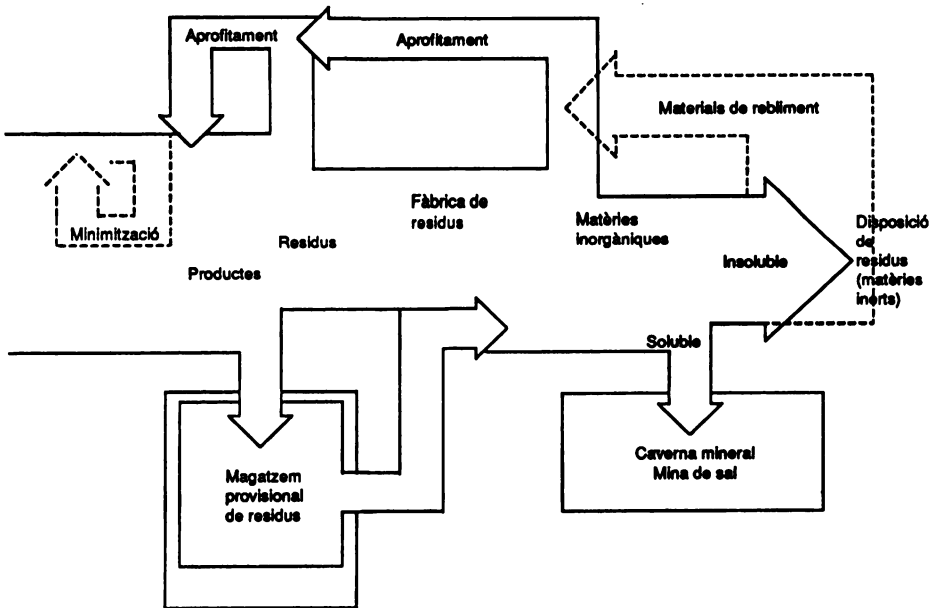 Aprofitament
Aprofitament
Materials de rebliment
Minimització
Fàbrica de
residus
Matèries
inorgàniques
Residus
Productes
Insoluble
Disposició
de
residus
(matèries
inerts)
Soluble
Magatzem
provisional
de residus
Caverna mineral
Mina de sal